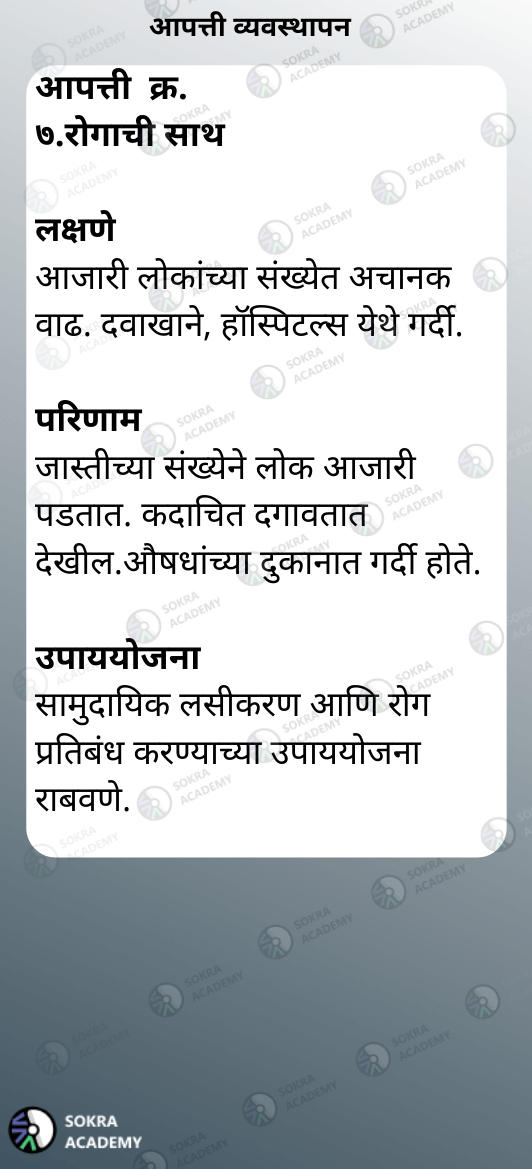 आपत्ती व्यवस्थापन
आपत्ती क्र.
७.रोगाची साथ
लक्षणे
आजारी लोकांच्या संख्येत अचानक
वाढ. दवाखाने, हॉस्पिटल्स येथे गर्दी.
परिणाम
जास्तीच्या संख्येने लोक आजारी
पडतात. कदाचित दगावतात
देखील.औषधांच्या दुकानात गर्दी होते.
उपाययोजना
सामुदायिक लसीकरण आणि रोग
प्रतिबंध करण्याच्या उपाययोजना
राबवणे.
SOKRA
ACADEMY